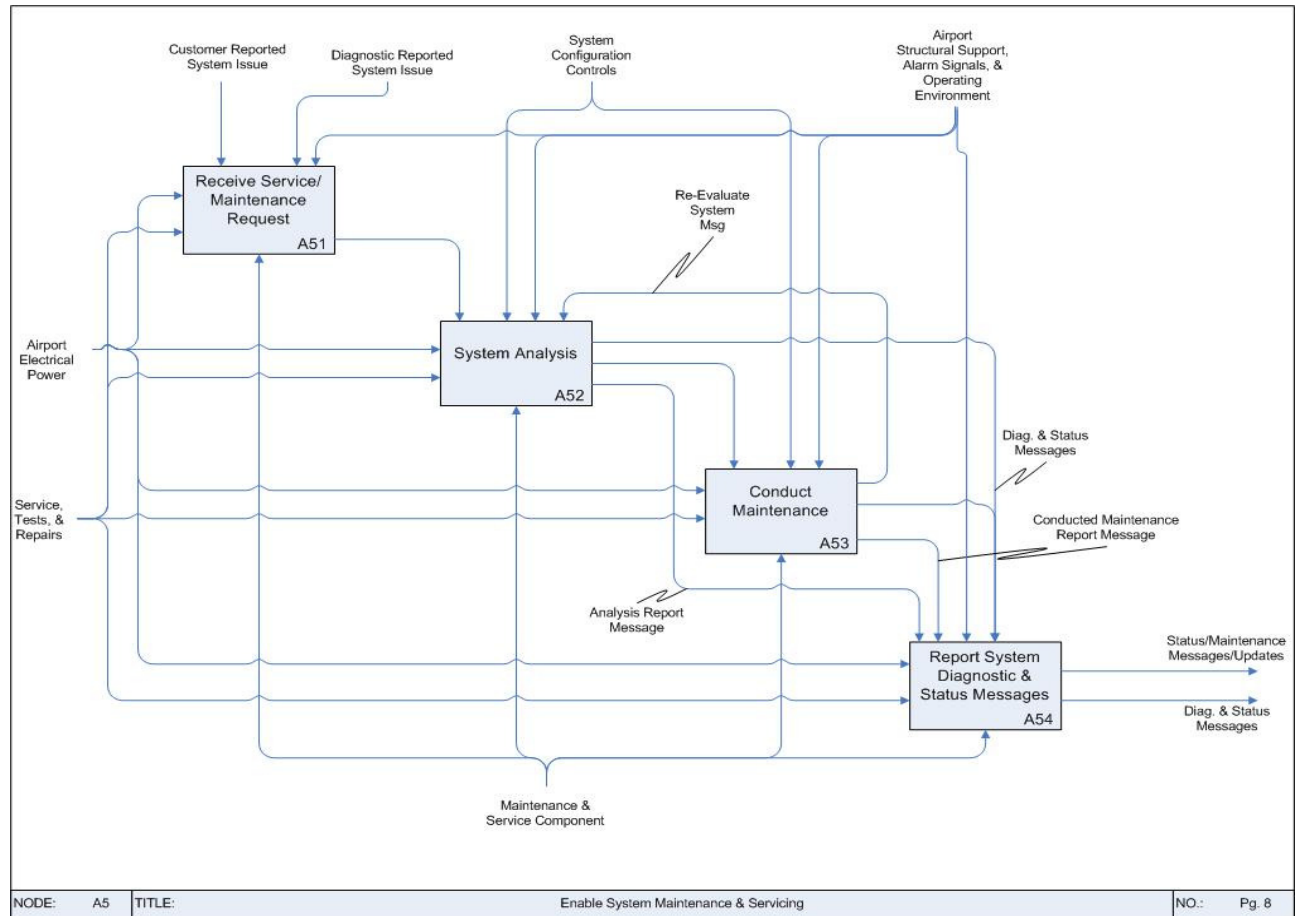 Customer Reported
System Issue
Diagnostic Reported
System Issue
System
Configuration
Controls
Airport
Structural Support,
Alarm Signals, &
Operating
Environment
Receive Service/
Maintenance
Request
A51
Re-Evaluate
System
Msg
Airport
Electrical
Power
System Analysis
A52
Diag. & Status
Messages
Service,
Tests, &
Repairs
Conduct
Maintenance
A53
Conducted Maintenance
Report Message
Analysis Report
Message
Report System
Diagnostic &
Status Messages
A54
Status/Maintenance
Messages/Updates
Diag. & Status
Messages
Maintenance &
Service Component
NODE: A5 TITLE: Enable System Maintenance & Servicing NO.: Pg. 8